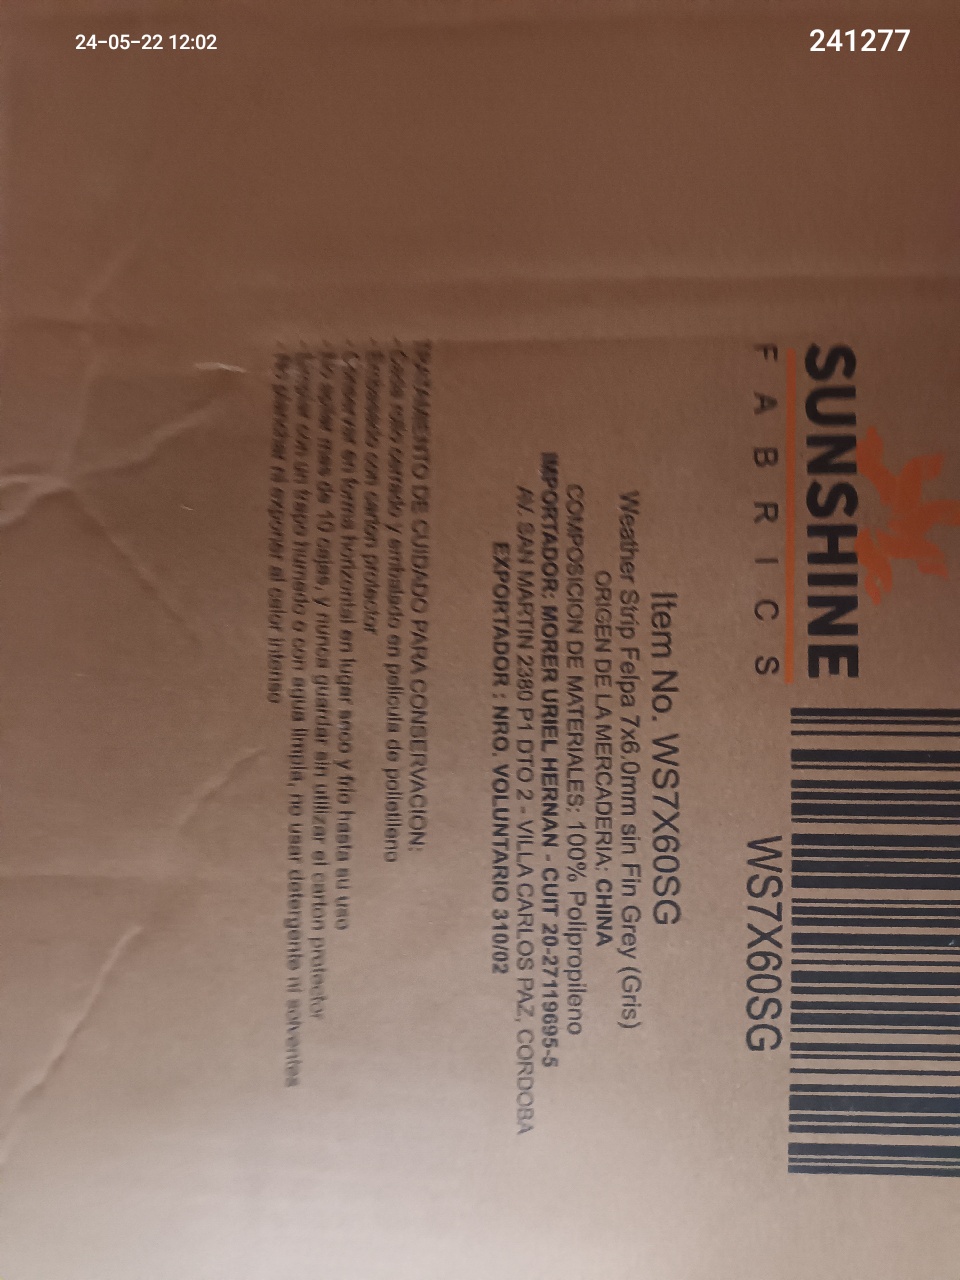 24-05-22 12:02
241277
SUNSHINE
FABRICS
WS7X60SG
Item No. WS7X60SG
Weather Strip Felpa 7x6.0mm sin Fin Grey (Gris)
ORIGEN DE LA MERCADERIA: CHINA
COMPOSICION DE MATERIALES: 100% Polipropileno
IMPORTADOR: MORER URIEL HERNAN - CUIT 20-27119695-5
AV. SAN MARTIN 2380 P1 DTO 2 - VILLA CARLOS PAZ, CORDOBA
EXPORTADOR : NRO. VOLUNTARIO 310/02
TRATAMIENTO DE CUIDADO PARA CONSERVACION:
- Cada rollo cerrado y embalado en pelicula de polietileno
- Embalado con carton protector
- Conservar en forma horizontal en lugar seco y frio hasta su uso
- No apilar mas de 10 cajas, y nunca guardar sin utilizar el carton protector
- Limpiar con un trapo humedo o con agua limpia, no usar detergente ni solventes
- No planchar ni exponer al calor intenso